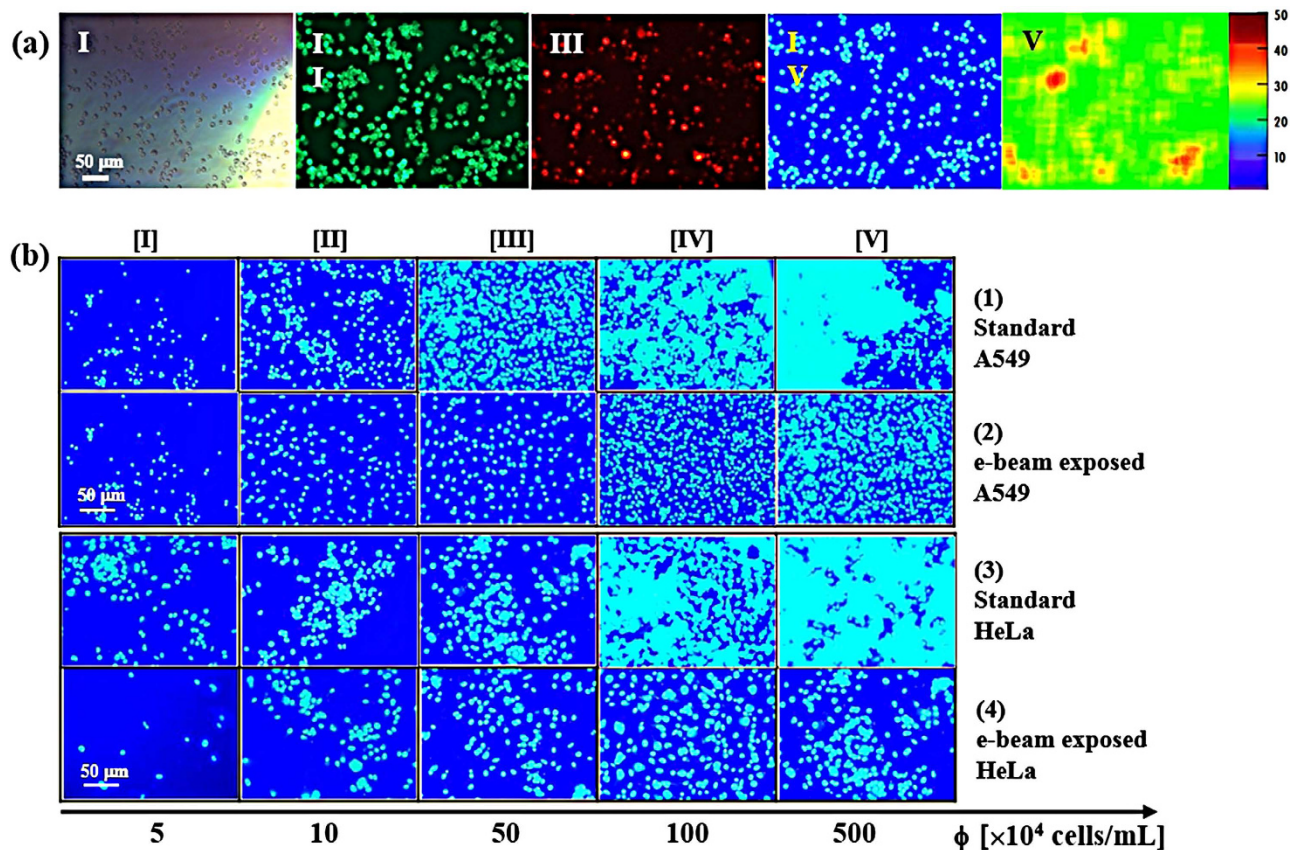 (a)
I
50 μm
I
I
III
I
V
V
50
40
30
20
10
(b)
[I] [II] [III] [IV] [V]
(1)
Standard
A549
(2)
e-beam exposed
A549
50 μm
(3)
Standard
HeLa
(4)
e-beam exposed
HeLa
50 μm
5 10 50 100 500 ϕ [×10⁴ cells/mL]